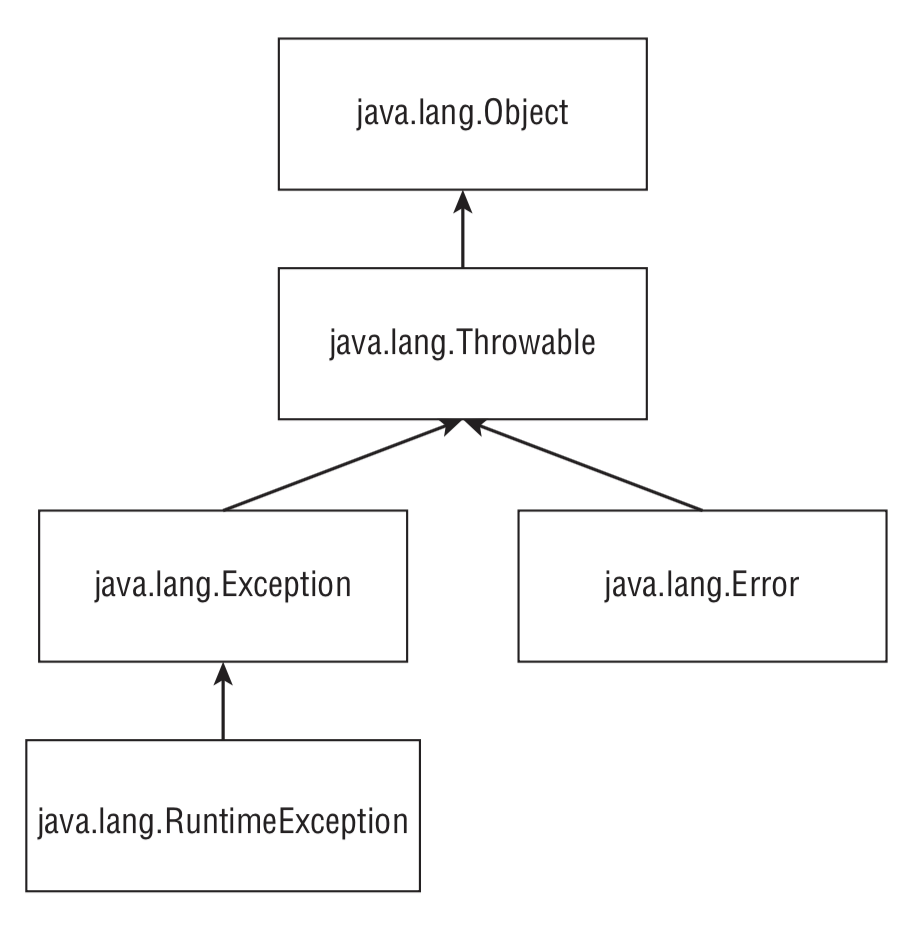 java.lang.Object
java.lang.Throwable
java.lang.Exception
java.lang.Error
java.lang.RuntimeException